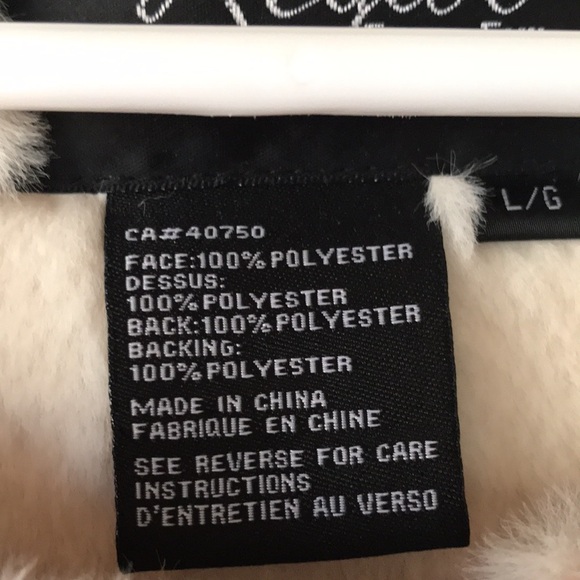 CA#40750
FACE:100% POLYESTER
DESSUS:
100% POLYESTER
BACK:100% POLYESTER
BACKING:
100% POLYESTER
MADE IN CHINA
FABRIQUE EN CHINE
SEE REVERSE FOR CARE
INSTRUCTIONS
D'ENTRETIEN AU VERSO
L/G